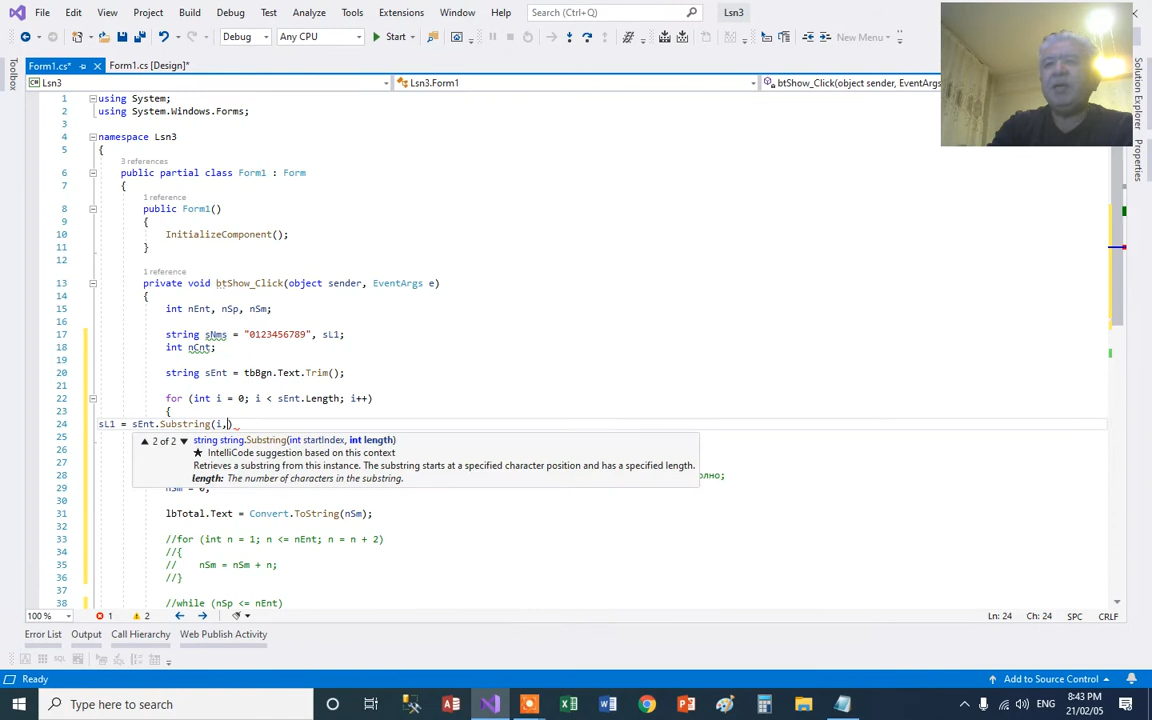 File Edit View Project Build Debug Test Analyze Tools Extensions Window Help Search (Ctrl+Q) Lsn3
Debug Any CPU Start New Menu
Form1.cs* Form1.cs [Design]*
Lsn3 Lsn3.Form1 btShow_Click(object sender, EventArgs
Toolbox
Solution Explorer
Properties
1 using System;
2 using System.Windows.Forms;
3
4 namespace Lsn3
5 {
3 references
6 public partial class Form1 : Form
7 {
1 reference
8 public Form1()
9 {
10 InitializeComponent();
11 }
12
1 reference
13 private void btShow_Click(object sender, EventArgs e)
14 {
15 int nEnt, nSp, nSm;
16
17 string sNms = "0123456789", sL1;
18 int nCnt;
19
20 string sEnt = tbBgn.Text.Trim();
21
22 for (int i = 0; i < sEnt.Length; i++)
23 {
24 sL1 = sEnt.Substring(i,)
25 2 of 2 string string.Substring(int startIndex, int length)
26 IntelliCode suggestion based on this context
27 Retrieves a substring from this instance. The substring starts at a specified character position and has a specified length.
28 length: The number of characters in the substring.
29 nSm = 0;
30
31 lbTotal.Text = Convert.ToString(nSm);
32
33 //for (int n = 1; n <= nEnt; n = n + 2)
34 //{
35 // nSm = nSm + n;
36 //}
37
38 //while (nSp <= nEnt)
100 % 1 2 Ln: 24 Ch: 24 SPC CRLF
Error List Output Call Hierarchy Web Publish Activity
Ready Add to Source Control
Type here to search ENG 8:43 PM
21/02/05